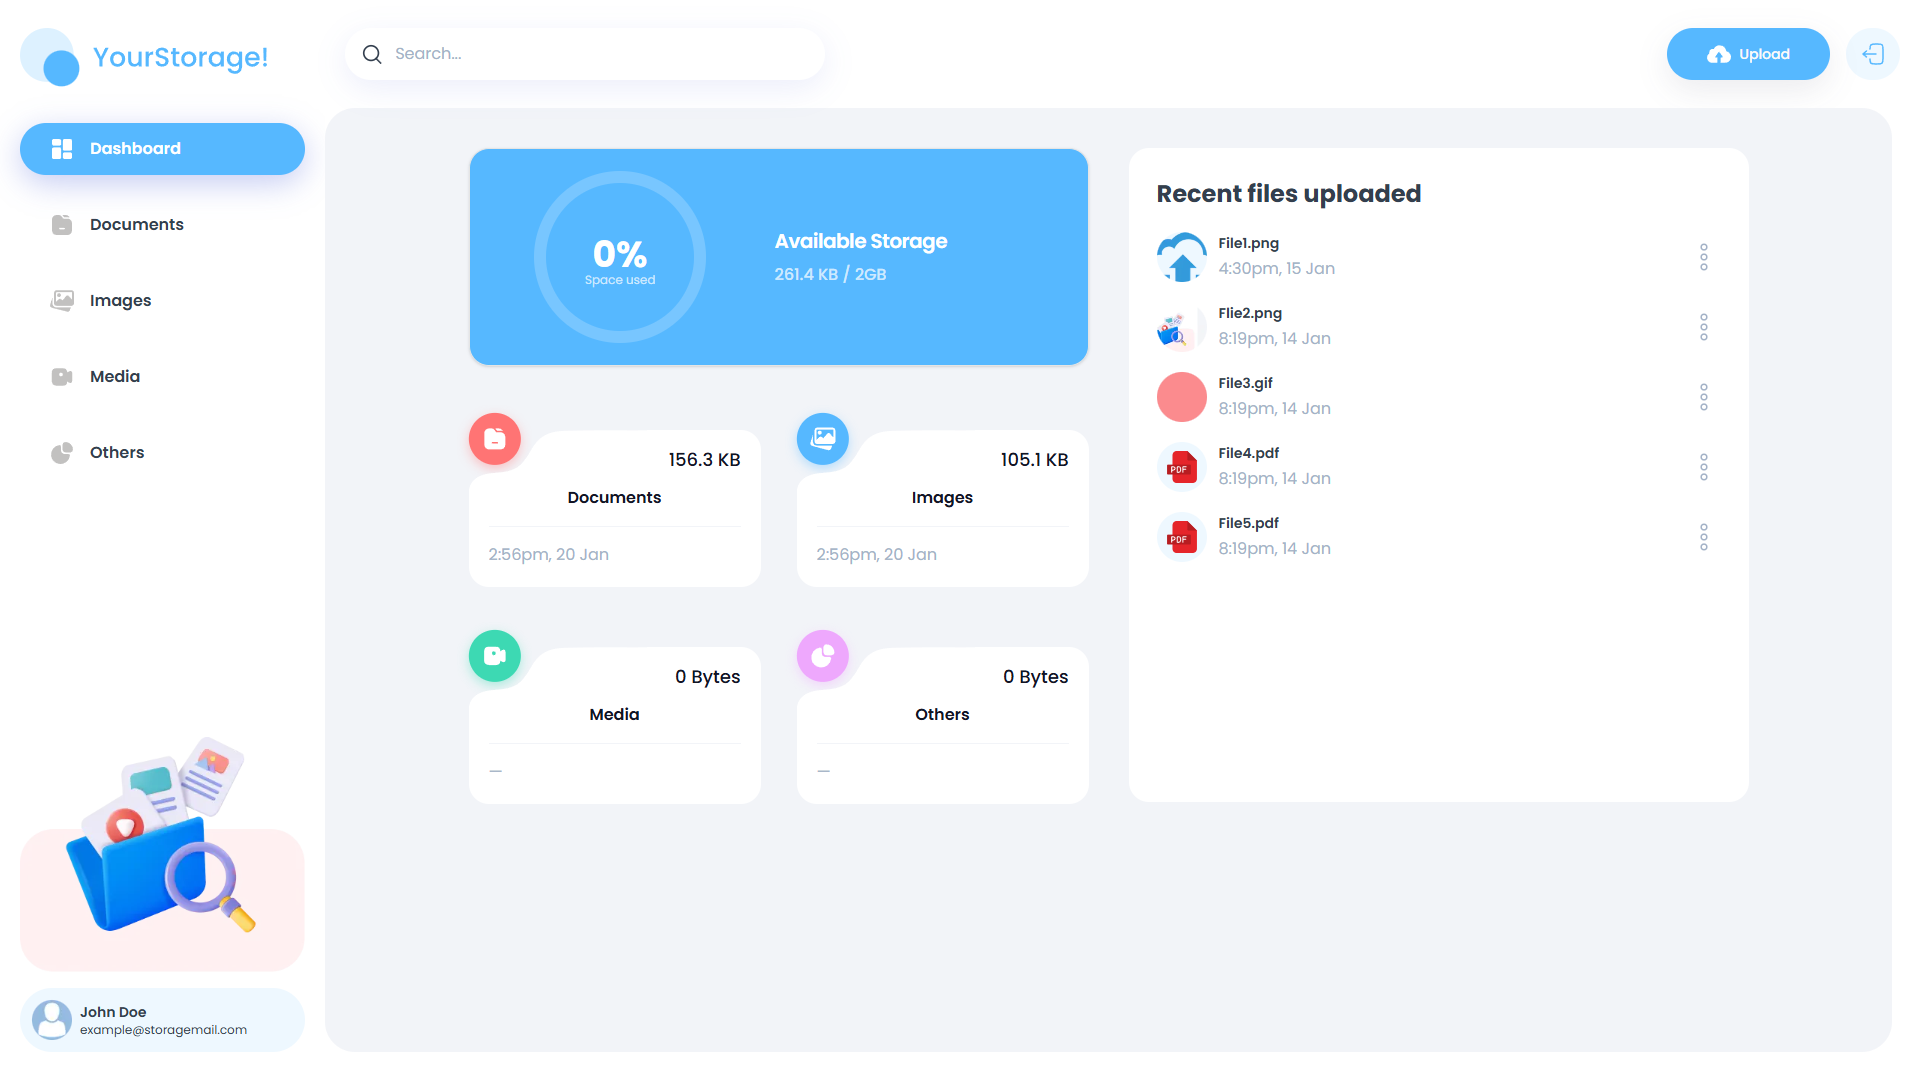 YourStorage!
Search...
Upload
Dashboard
Documents
Images
Media
Others
John Doe
example@storagemail.com
0%
Space used
Available Storage
261.4 KB / 2GB
156.3 KB
Documents
2:56pm, 20 Jan
105.1 KB
Images
2:56pm, 20 Jan
0 Bytes
Media
—
0 Bytes
Others
—
Recent files uploaded
File1.png
4:30pm, 15 Jan
FIie2.png
8:19pm, 14 Jan
File3.gif
8:19pm, 14 Jan
PDF
File4.pdf
8:19pm, 14 Jan
PDF
File5.pdf
8:19pm, 14 Jan